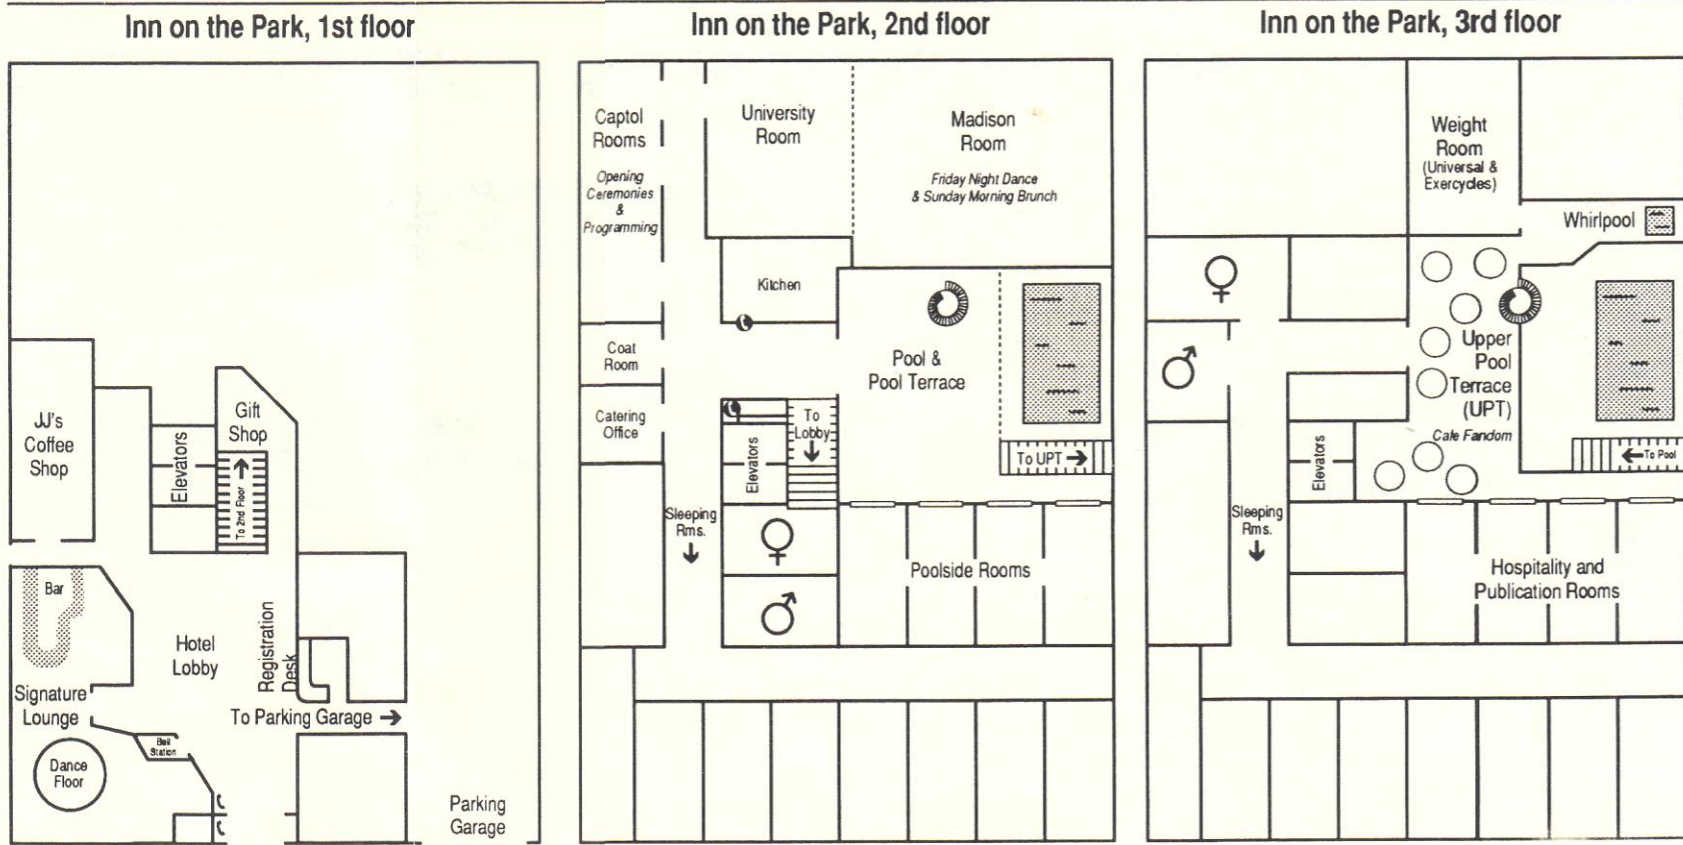 Inn on the Park, 1st floor
JJ's
Coffee
Shop
Elevators
Gift
Shop
To 2nd Floor
Bar
Hotel
Lobby
Registration
Desk
Signature
Lounge
To Parking Garage
Bell
Station
Dance
Floor
Parking
Garage
Inn on the Park, 2nd floor
Captol
Rooms
Opening
Ceremonies
&
Programming
University
Room
Madison
Room
Friday Night Dance
& Sunday Morning Brunch
Kitchen
Coat
Room
Pool &
Pool Terrace
Catering
Office
To
Lobby
Elevators
To UPT
Sleeping
Rms.
Poolside Rooms
Inn on the Park, 3rd floor
Weight
Room
(Universal &
Exercycles)
Whirlpool
Upper
Pool
Terrace
(UPT)
Cafe Fandom
Elevators
To Pool
Sleeping
Rms.
Hospitality and
Publication Rooms